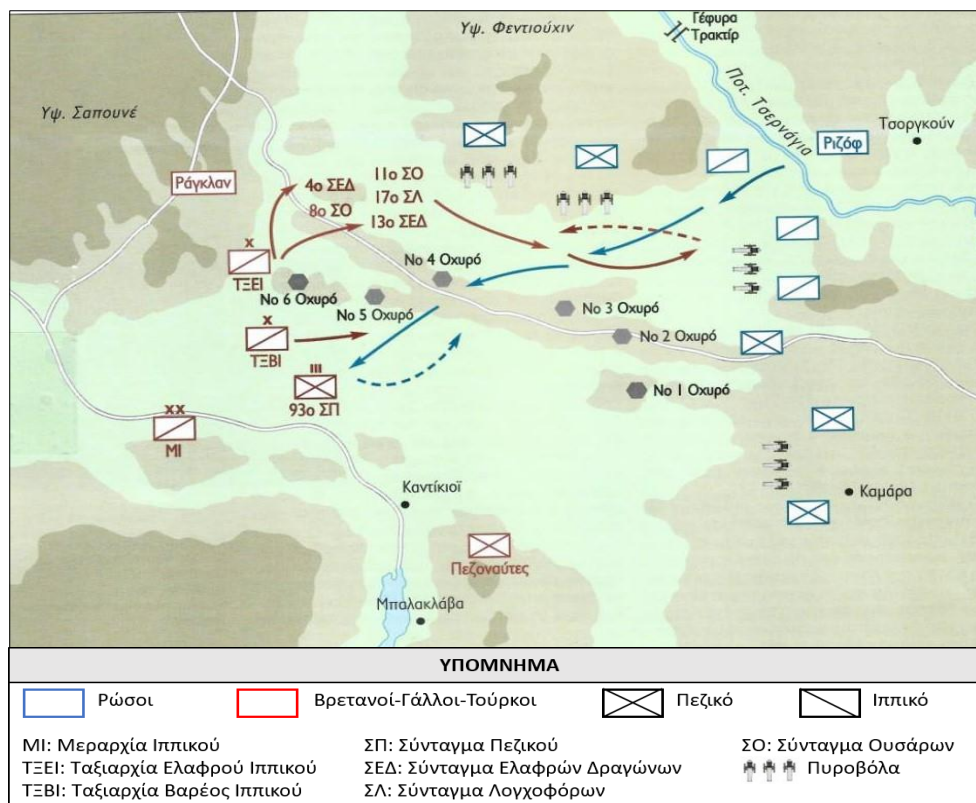 Υψ. Φεντιούχιν
Γέφυρα
Τρακτίρ
Ποτ. Τσερνάγια
Υψ. Σαπουνέ
Ριζόφ
Τσοργκούν
Ράγκλαν
4ο ΣΕΔ
11ο ΣΟ
17ο ΣΛ
8ο ΣΟ
13ο ΣΕΔ
x
ΤΞΕΙ
Νο 6 Οχυρό
Νο 4 Οχυρό
Νο 5 Οχυρό
Νο 3 Οχυρό
Νο 2 Οχυρό
Νο 1 Οχυρό
x
ΤΞΒΙ
III
93ο ΣΠ
xx
ΜΙ
Καντίκιοϊ
Καμάρα
Πεζοναύτες
Μπαλακλάβα
ΥΠΟΜΝΗΜΑ
Ρώσοι
Βρετανοί-Γάλλοι-Τούρκοι
Πεζικό
Ιππικό
ΜΙ: Μεραρχία Ιππικού
ΣΠ: Σύνταγμα Πεζικού
ΣΟ: Σύνταγμα Ουσάρων
ΤΞΕΙ: Ταξιαρχία Ελαφρού Ιππικού
ΣΕΔ: Σύνταγμα Ελαφρών Δραγώνων
Πυροβόλα
ΤΞΒΙ: Ταξιαρχία Βαρέος Ιππικού
ΣΛ: Σύνταγμα Λογχοφόρων